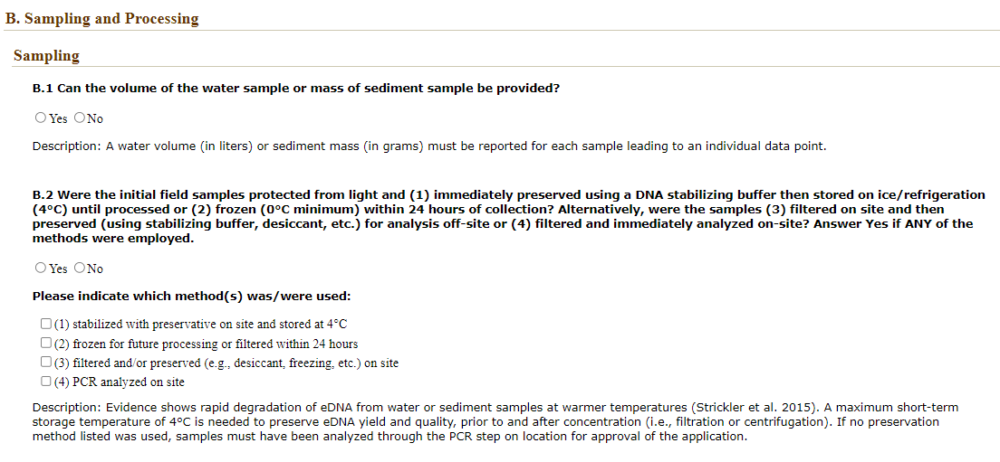 B. Sampling and Processing
Sampling
B.1 Can the volume of the water sample or mass of sediment sample be provided?
Yes No
Description: A water volume (in liters) or sediment mass (in grams) must be reported for each sample leading to an individual data point.
B.2 Were the initial field samples protected from light and (1) immediately preserved using a DNA stabilizing buffer then stored on ice/refrigeration
(4°C) until processed or (2) frozen (0°C minimum) within 24 hours of collection? Alternatively, were the samples (3) filtered on site and then
preserved (using stabilizing buffer, desiccant, etc.) for analysis off-site or (4) filtered and immediately analyzed on-site? Answer Yes if ANY of the
methods were employed.
Yes No
Please indicate which method(s) was/were used:
(1) stabilized with preservative on site and stored at 4°C
(2) frozen for future processing or filtered within 24 hours
(3) filtered and/or preserved (e.g., desiccant, freezing, etc.) on site
(4) PCR analyzed on site
Description: Evidence shows rapid degradation of eDNA from water or sediment samples at warmer temperatures (Strickler et al. 2015). A maximum short-term
storage temperature of 4°C is needed to preserve eDNA yield and quality, prior to and after concentration (i.e., filtration or centrifugation). If no preservation
method listed was used, samples must have been analyzed through the PCR step on location for approval of the application.